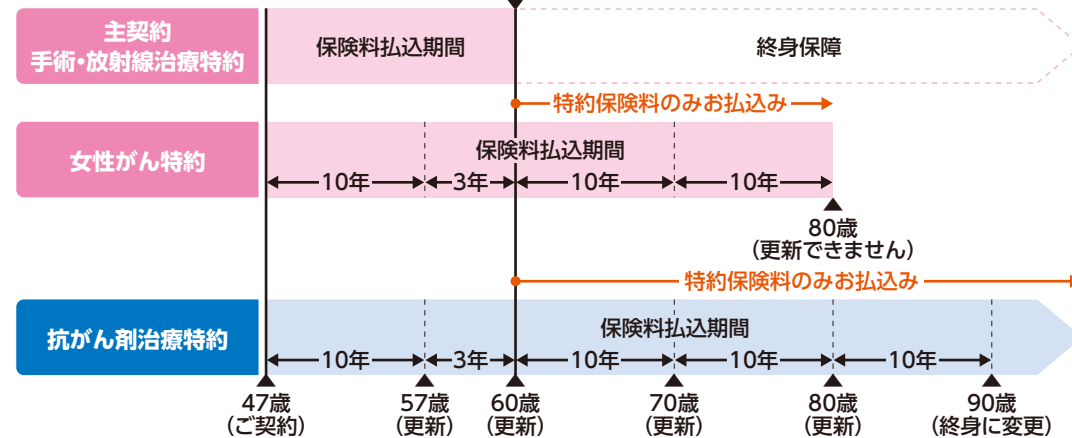 主契約
手術・放射線治療特約
保険料払込期間
終身保障
特約保険料のみお払込み
女性がん特約
保険料払込期間
10年
3年
10年
10年
80歳
(更新できません)
特約保険料のみお払込み
抗がん剤治療特約
保険料払込期間
10年
3年
10年
10年
10年
47歳
(ご契約)
57歳
(更新)
60歳
(更新)
70歳
(更新)
80歳
(更新)
90歳
(終身に変更)